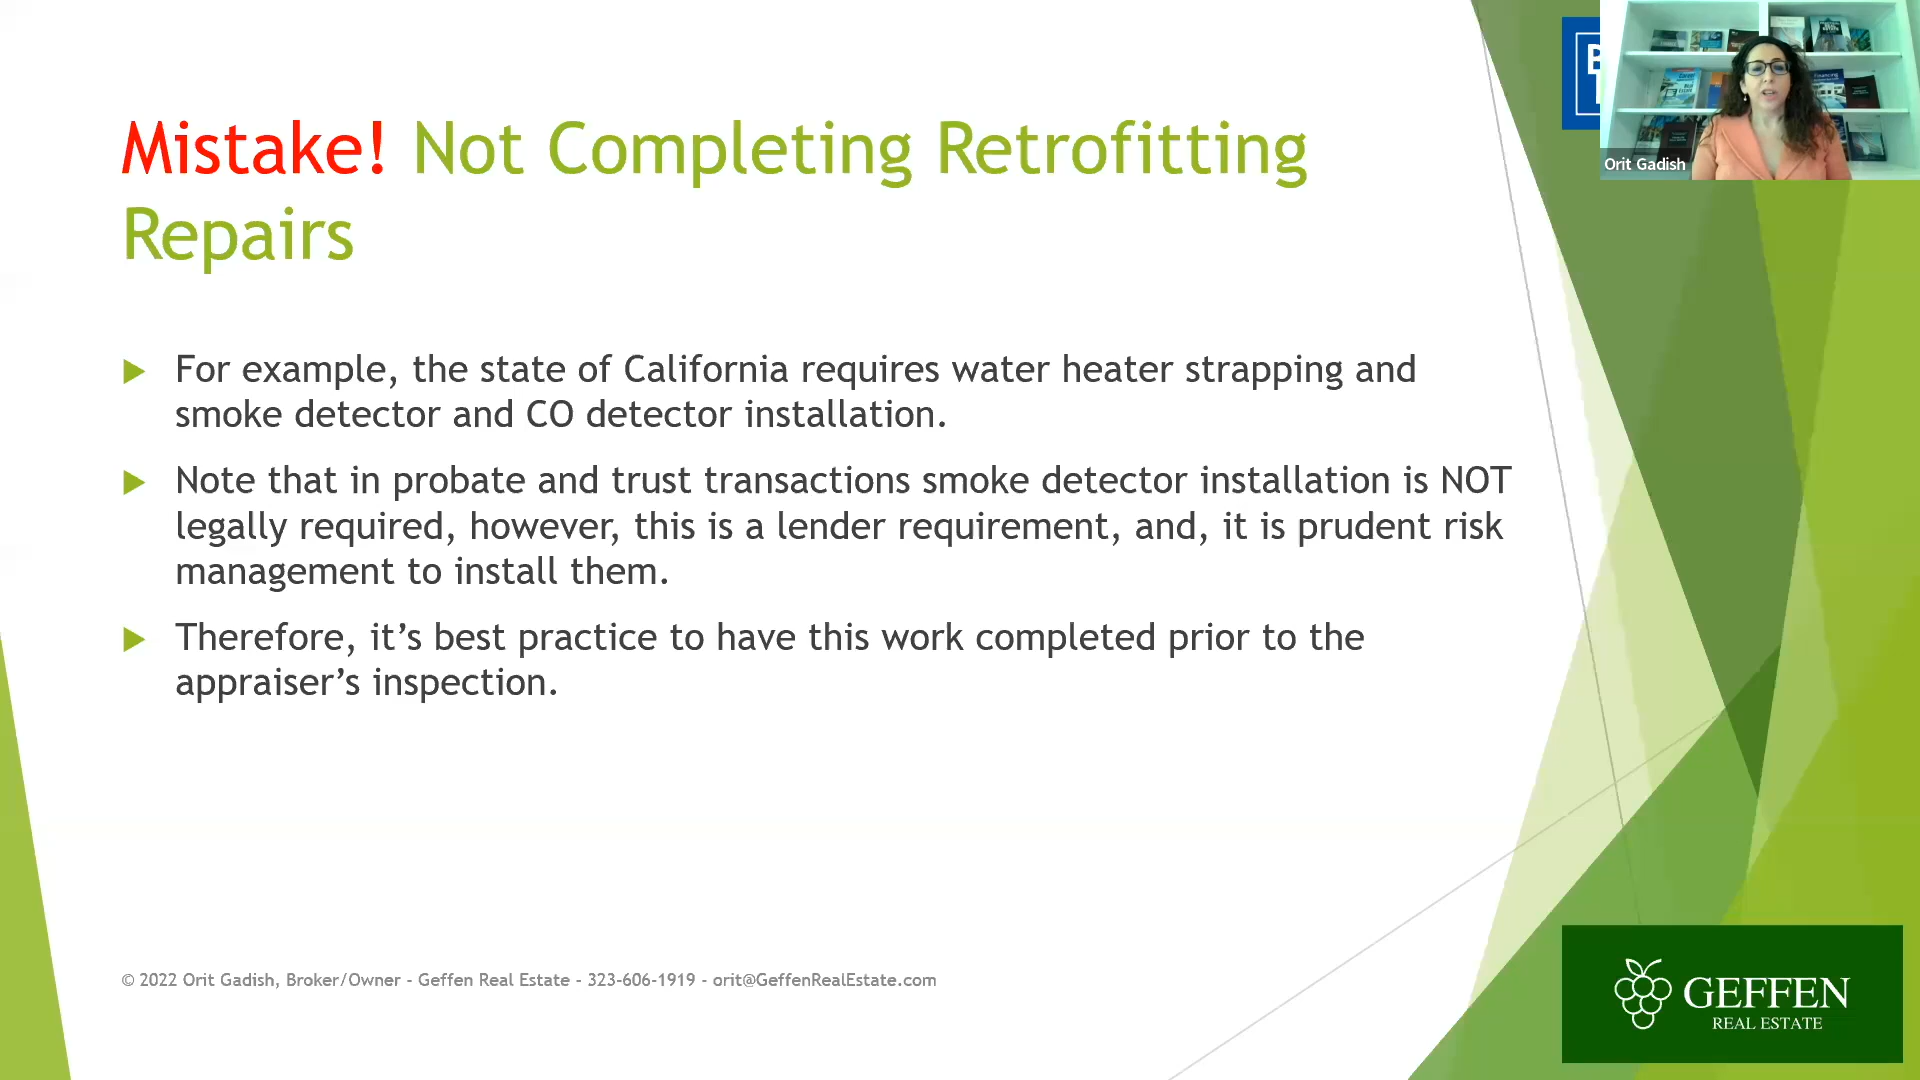 Mistake! Not Completing Retrofitting
Repairs
For example, the state of California requires water heater strapping and
smoke detector and CO detector installation.
Note that in probate and trust transactions smoke detector installation is NOT
legally required, however, this is a lender requirement, and, it is prudent risk
management to install them.
Therefore, it’s best practice to have this work completed prior to the
appraiser’s inspection.
© 2022 Orit Gadish, Broker/Owner - Geffen Real Estate - 323-606-1919 - orit@GeffenRealEstate.com
Orit Gadish
Financing
GEFFEN
REAL ESTATE